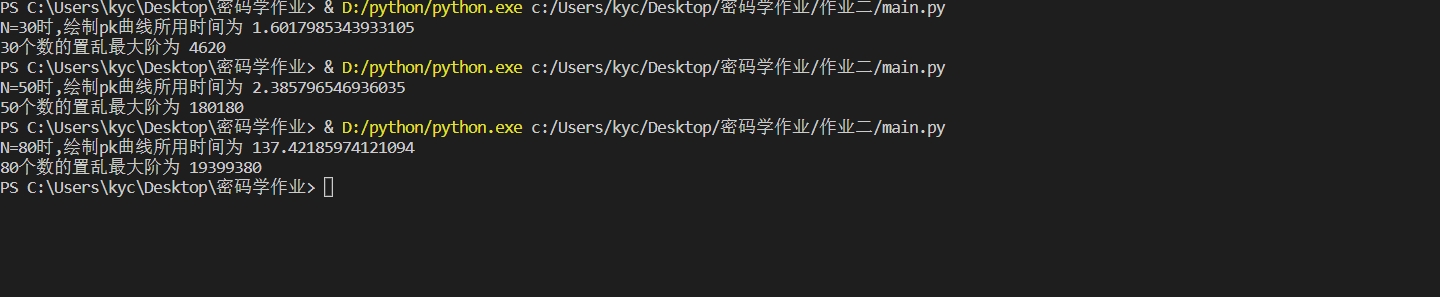 PS C:\Users\kyc\Desktop\密码学作业> & D:/python/python.exe c:/Users/kyc/Desktop/密码学作业/作业二/main.py
N=30时,绘制pk曲线所用时间为 1.6017985343933105
30个数的置乱最大阶为 4620
PS C:\Users\kyc\Desktop\密码学作业> & D:/python/python.exe c:/Users/kyc/Desktop/密码学作业/作业二/main.py
N=50时,绘制pk曲线所用时间为 2.385796546936035
50个数的置乱最大阶为 180180
PS C:\Users\kyc\Desktop\密码学作业> & D:/python/python.exe c:/Users/kyc/Desktop/密码学作业/作业二/main.py
N=80时,绘制pk曲线所用时间为 137.42185974121094
80个数的置乱最大阶为 19399380
PS C:\Users\kyc\Desktop\密码学作业>